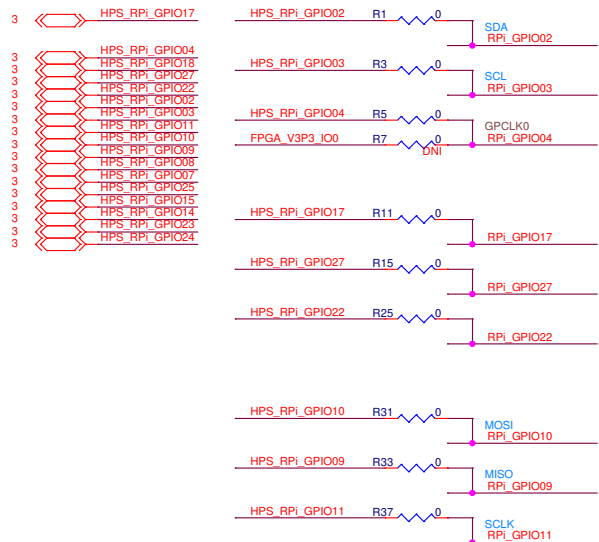 3 HPS_RPi_GPIO17
3 HPS_RPi_GPIO04
3 HPS_RPi_GPIO18
3 HPS_RPi_GPIO27
3 HPS_RPi_GPIO22
3 HPS_RPi_GPIO02
3 HPS_RPi_GPIO03
3 HPS_RPi_GPIO11
3 HPS_RPi_GPIO10
3 HPS_RPi_GPIO09
3 HPS_RPi_GPIO08
3 HPS_RPi_GPIO07
3 HPS_RPi_GPIO25
3 HPS_RPi_GPIO15
3 HPS_RPi_GPIO14
3 HPS_RPi_GPIO23
3 HPS_RPi_GPIO24
HPS_RPi_GPIO02 R1 0
SDA
RPi_GPIO02
HPS_RPi_GPIO03 R3 0
SCL
RPi_GPIO03
HPS_RPi_GPIO04 R5 0
GPCLK0
FPGA_V3P3_IO0 R7 0 RPi_GPIO04
DNI
HPS_RPi_GPIO17 R11 0
RPi_GPIO17
HPS_RPi_GPIO27 R15 0
RPi_GPIO27
HPS_RPi_GPIO22 R25 0
RPi_GPIO22
HPS_RPi_GPIO10 R31 0
MOSI
RPi_GPIO10
HPS_RPi_GPIO09 R33 0
MISO
RPi_GPIO09
HPS_RPi_GPIO11 R37 0
SCLK
RPi_GPIO11